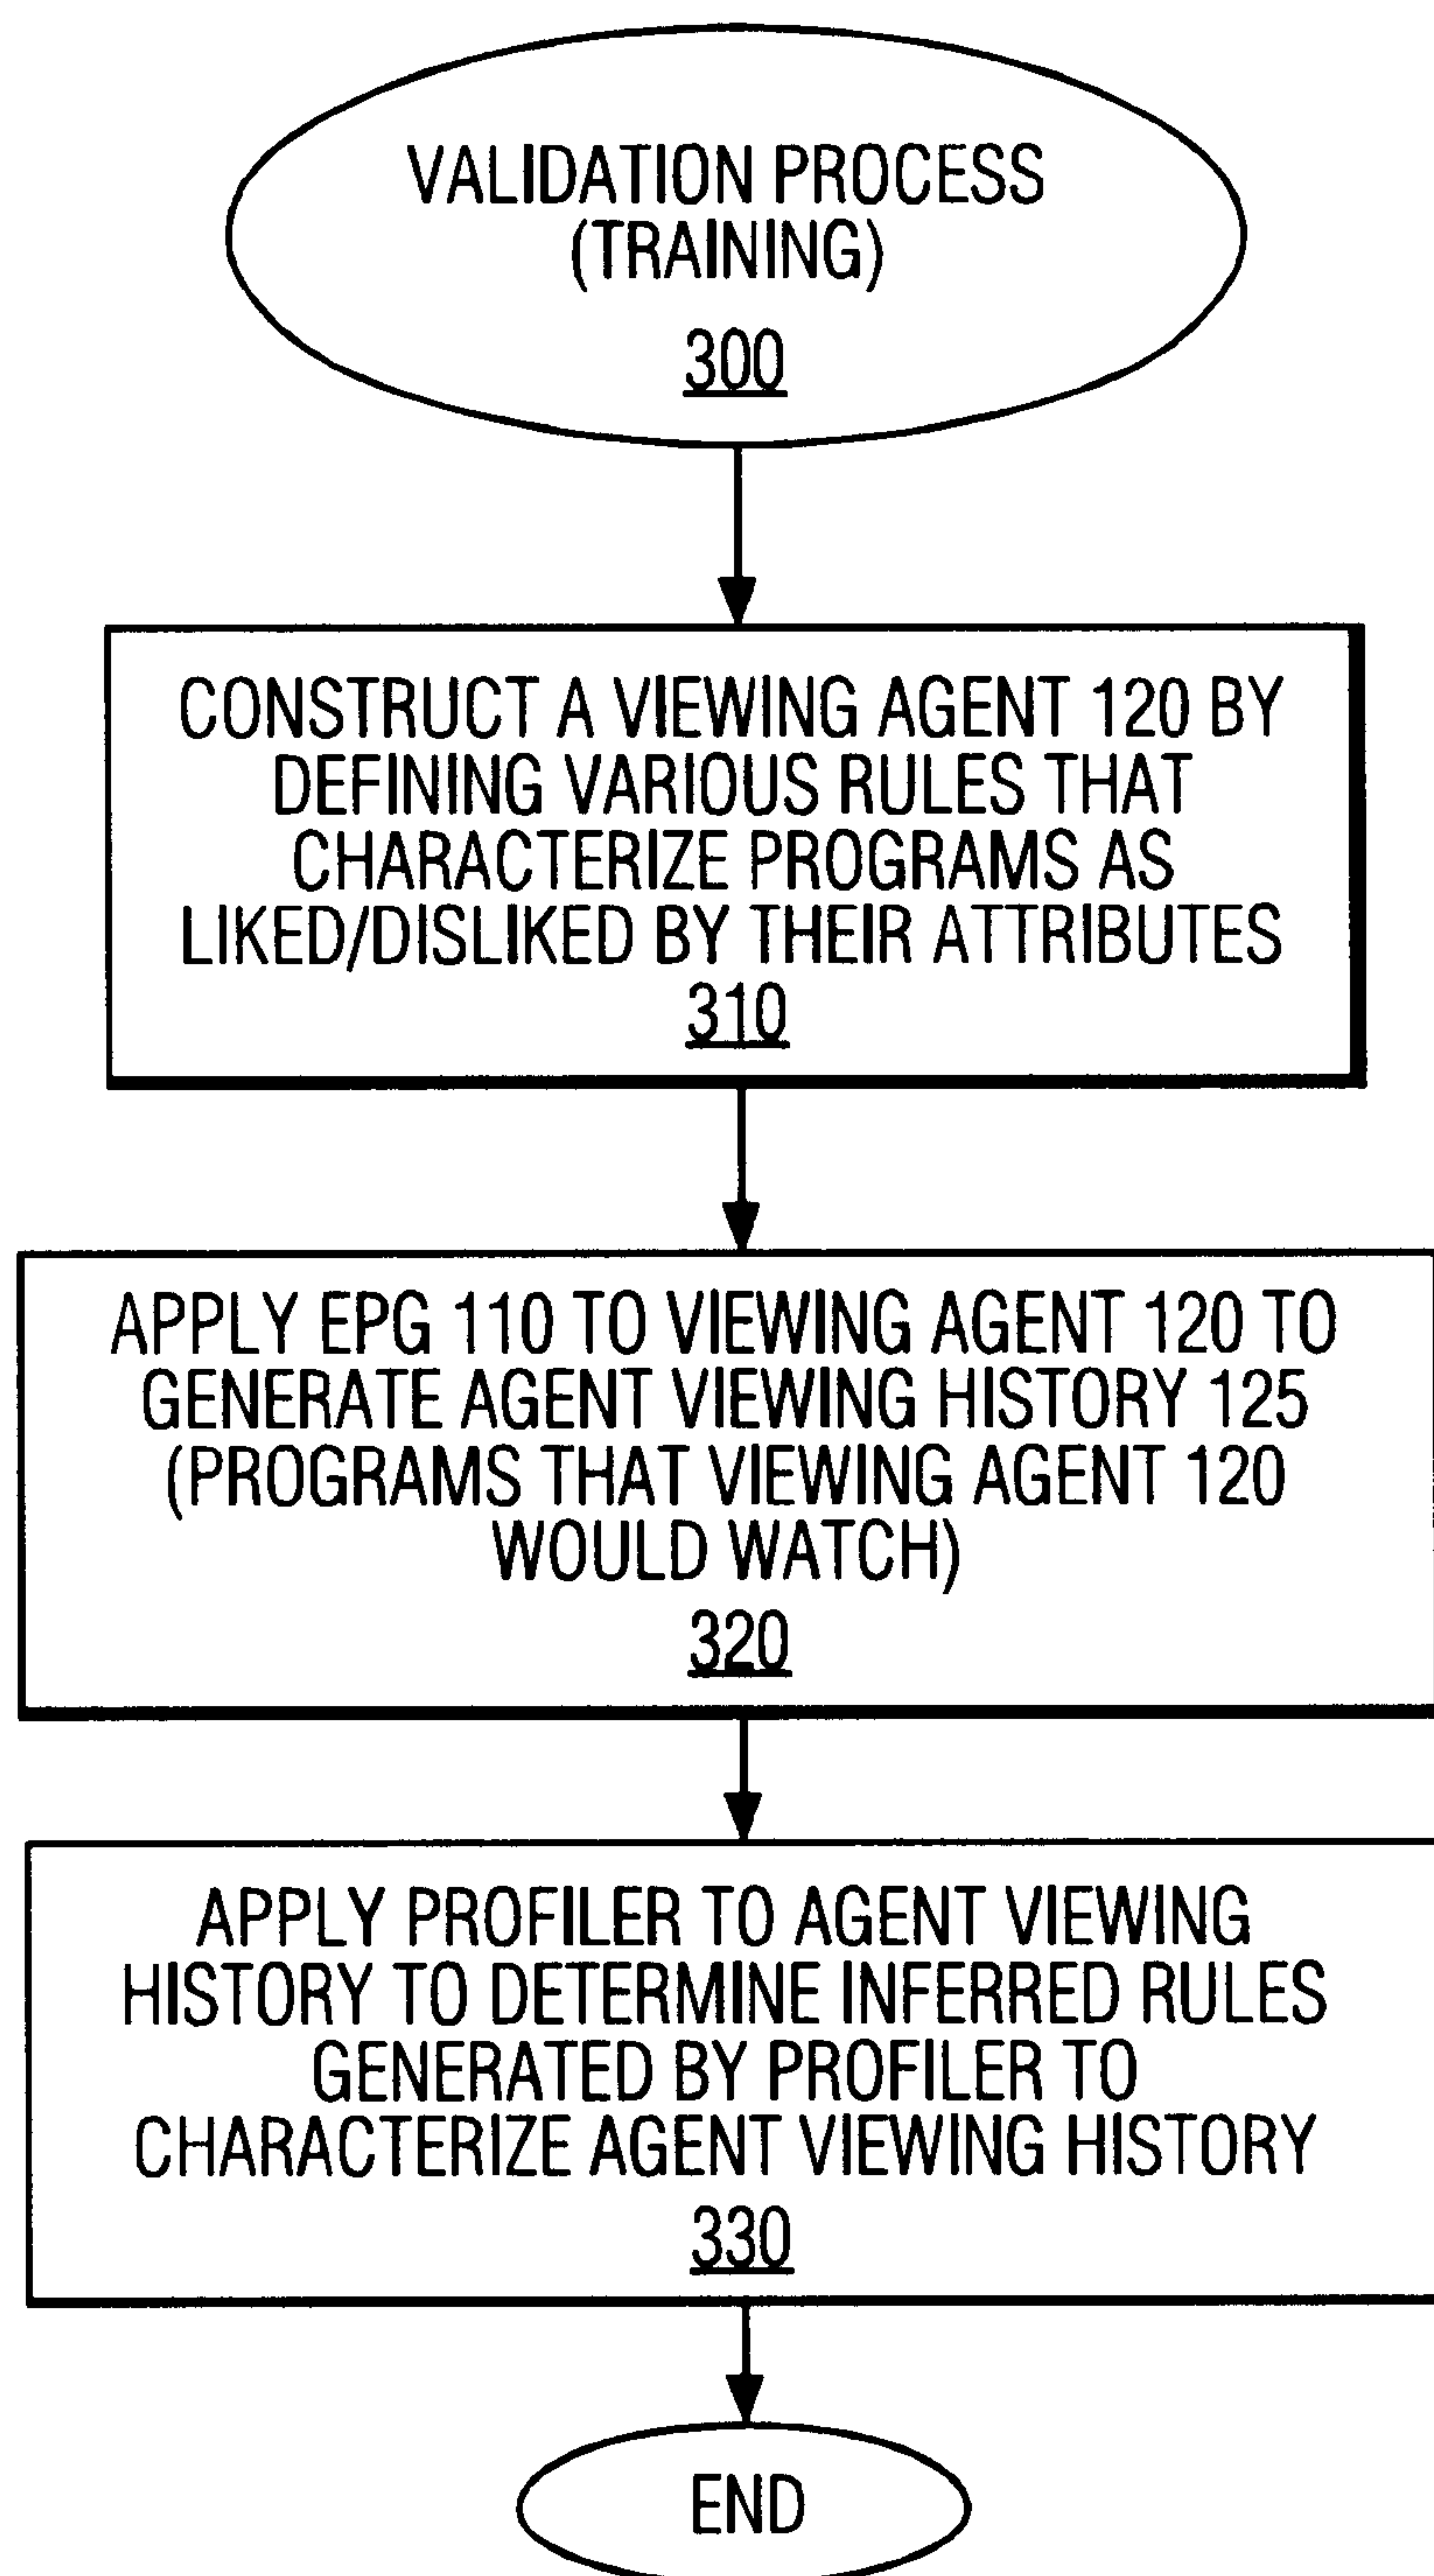 VALIDATION PROCESS
(TRAINING)
300
CONSTRUCT A VIEWING AGENT 120 BY
DEFINING VARIOUS RULES THAT
CHARACTERIZE PROGRAMS AS
LIKED/DISLIKED BY THEIR ATTRIBUTES
310
APPLY EPG 110 TO VIEWING AGENT 120 TO
GENERATE AGENT VIEWING HISTORY 125
(PROGRAMS THAT VIEWING AGENT 120
WOULD WATCH)
320
APPLY PROFILER TO AGENT VIEWING
HISTORY TO DETERMINE INFERRED RULES
GENERATED BY PROFILER TO
CHARACTERIZE AGENT VIEWING HISTORY
330
END